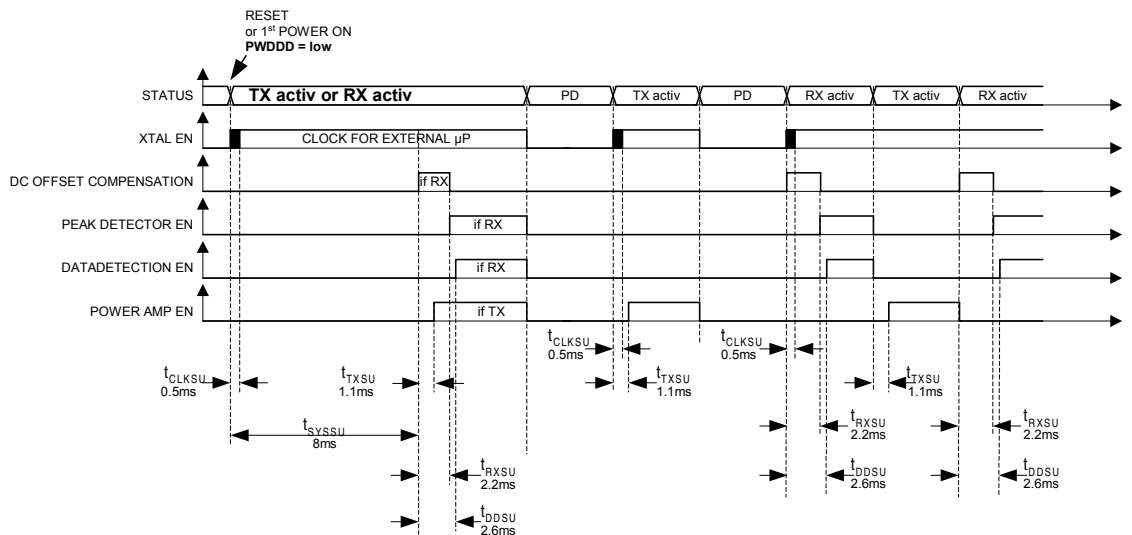 RESET
or 1st POWER ON
PWDDD = low
STATUS
TX activ or RX activ
PD
TX activ
PD
RX activ
TX activ
RX activ
XTAL EN
CLOCK FOR EXTERNAL µP
DC OFFSET COMPENSATION
if RX
PEAK DETECTOR EN
if RX
DATADETECTION EN
if RX
POWER AMP EN
if TX
tCLKSU
0.5ms
tCLKSU
0.5ms
tCLKSU
0.5ms
tTXSU
1.1ms
tTXSU
1.1ms
tTXSU
1.1ms
tSYSSU
8ms
tRXSU
2.2ms
tRXSU
2.2ms
tRXSU
2.2ms
tDDSU
2.6ms
tDDSU
2.6ms
tDDSU
2.6ms